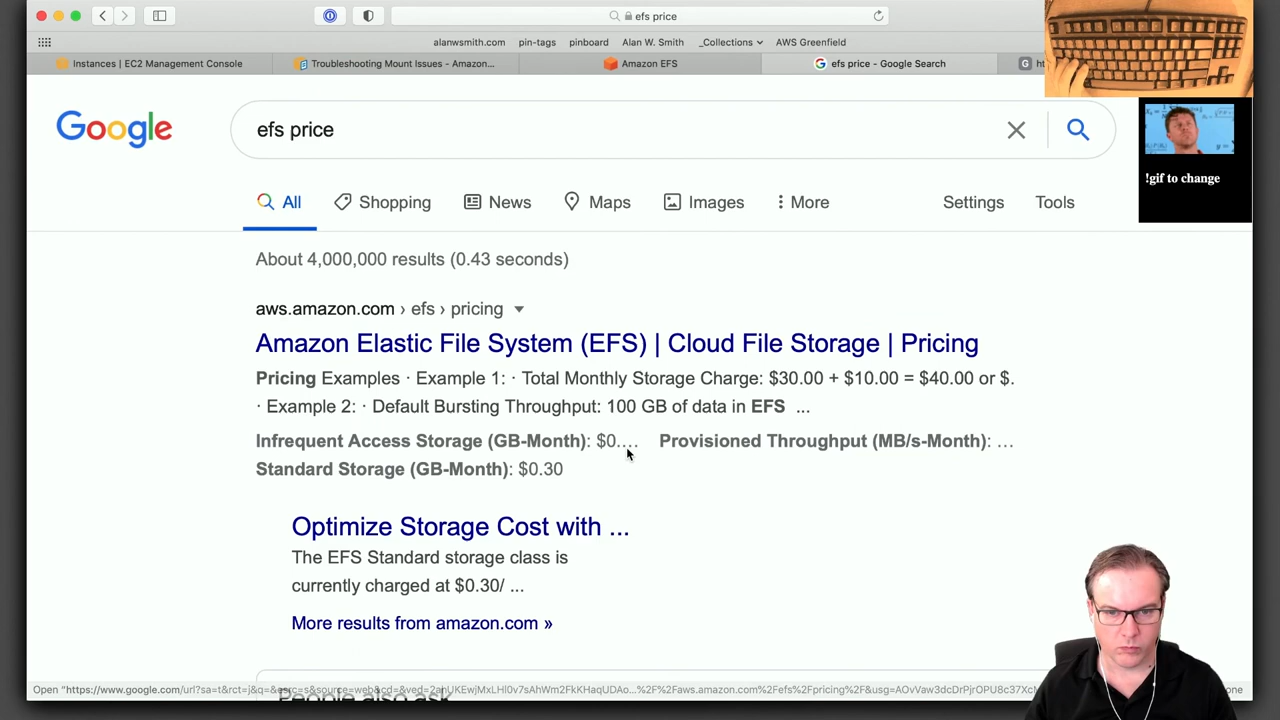 efs price
alanwsmith.com pin-tags pinboard Alan W. Smith _Collections AWS Greenfield
Instances | EC2 Management Console Troubleshooting Mount Issues - Amazon... Amazon EFS efs price - Google Search
Google
efs price
!gif to change
All Shopping News Maps Images More Settings Tools
About 4,000,000 results (0.43 seconds)
aws.amazon.com › efs › pricing
Amazon Elastic File System (EFS) | Cloud File Storage | Pricing
Pricing Examples · Example 1: · Total Monthly Storage Charge: $30.00 + $10.00 = $40.00 or $.
· Example 2: · Default Bursting Throughput: 100 GB of data in EFS ...
Infrequent Access Storage (GB-Month): $0.… Provisioned Throughput (MB/s-Month): …
Standard Storage (GB-Month): $0.30
Optimize Storage Cost with ...
The EFS Standard storage class is
currently charged at $0.30/ ...
More results from amazon.com »
People also ask